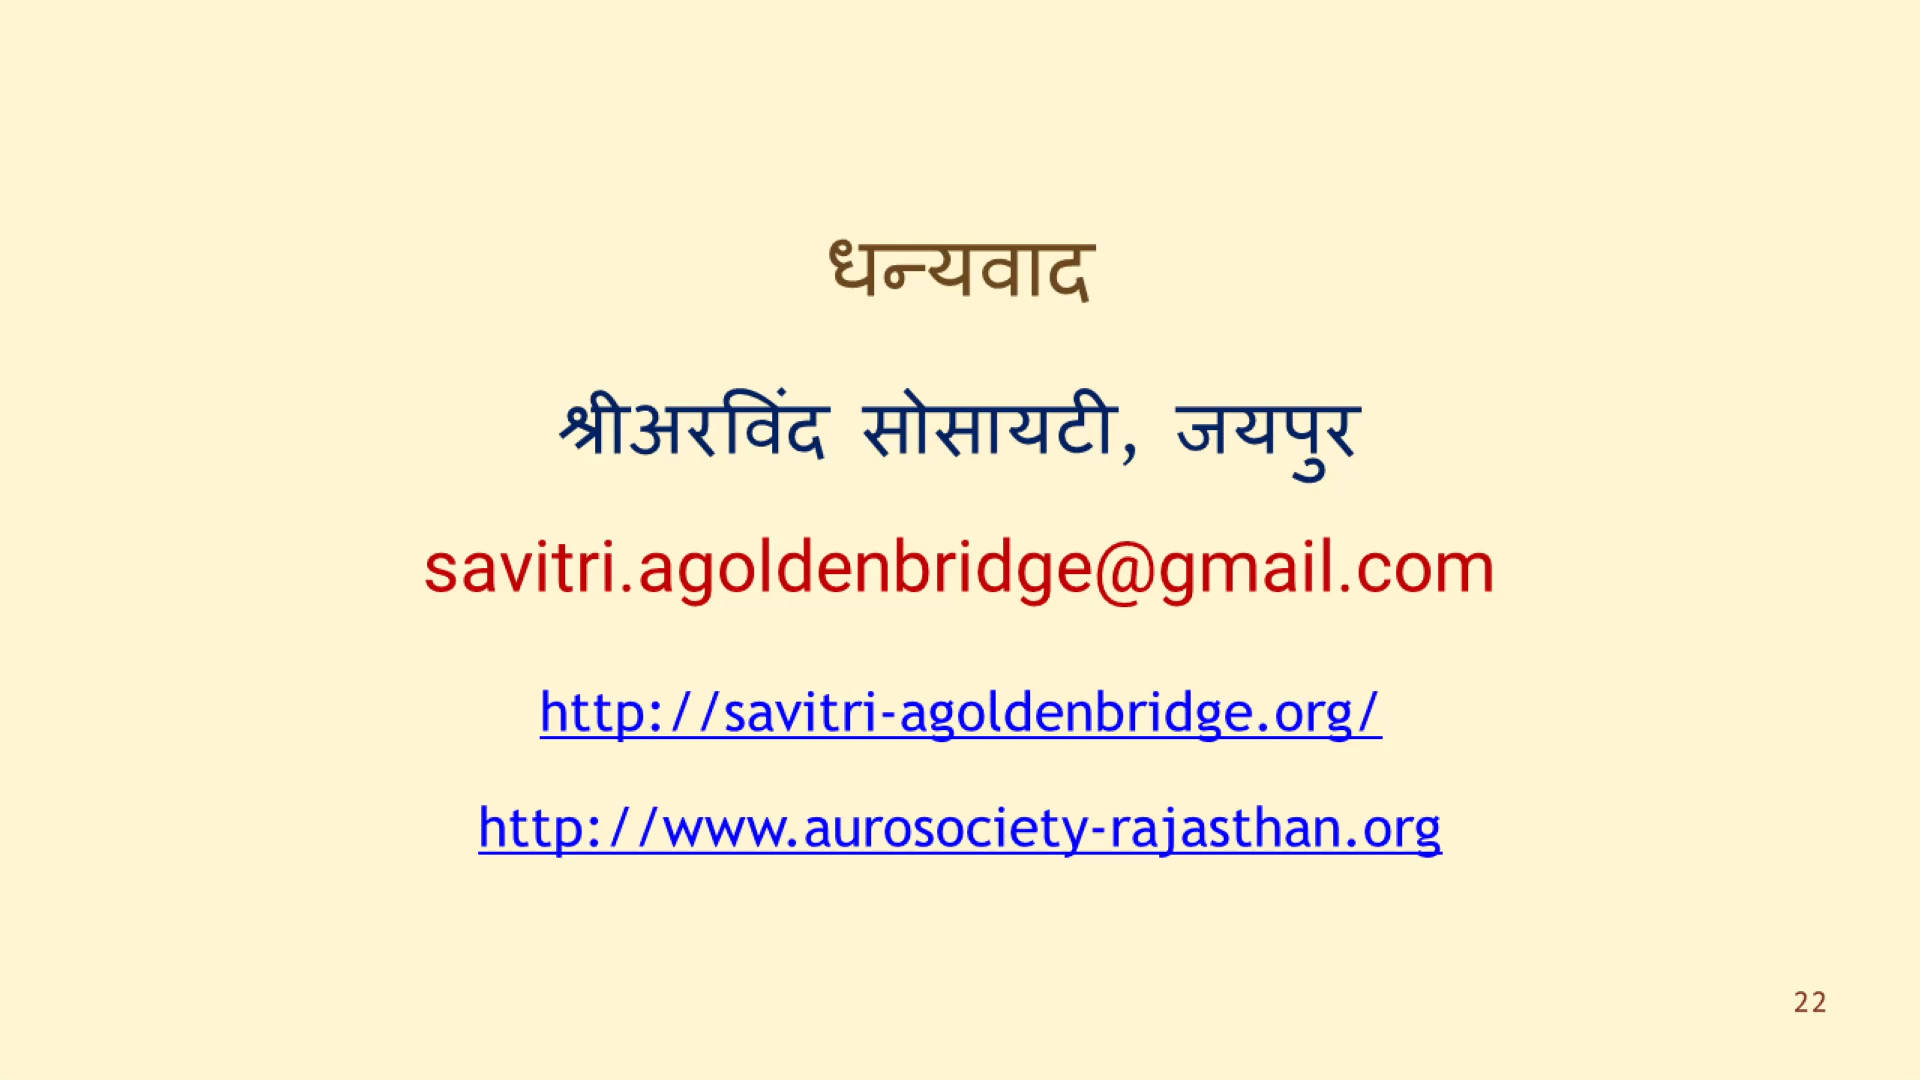 धन्यवाद
श्रीअरविंद सोसायटी, जयपुर
savitri.agoldenbridge@gmail.com
http://savitri-agoldenbridge.org/
http://www.aurosociety-rajasthan.org
22